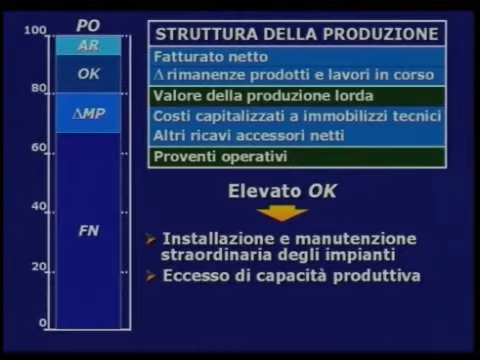 PO
100
AR
OK
80
ΔMP
60
40
FN
20
0
STRUTTURA DELLA PRODUZIONE
Fatturato netto
Δ rimanenze prodotti e lavori in corso
Valore della produzione lorda
Costi capitalizzati a immobilizzi tecnici
Altri ricavi accessori netti
Proventi operativi
Elevato OK
Installazione e manutenzione
straordinaria degli impianti
Eccesso di capacità produttiva